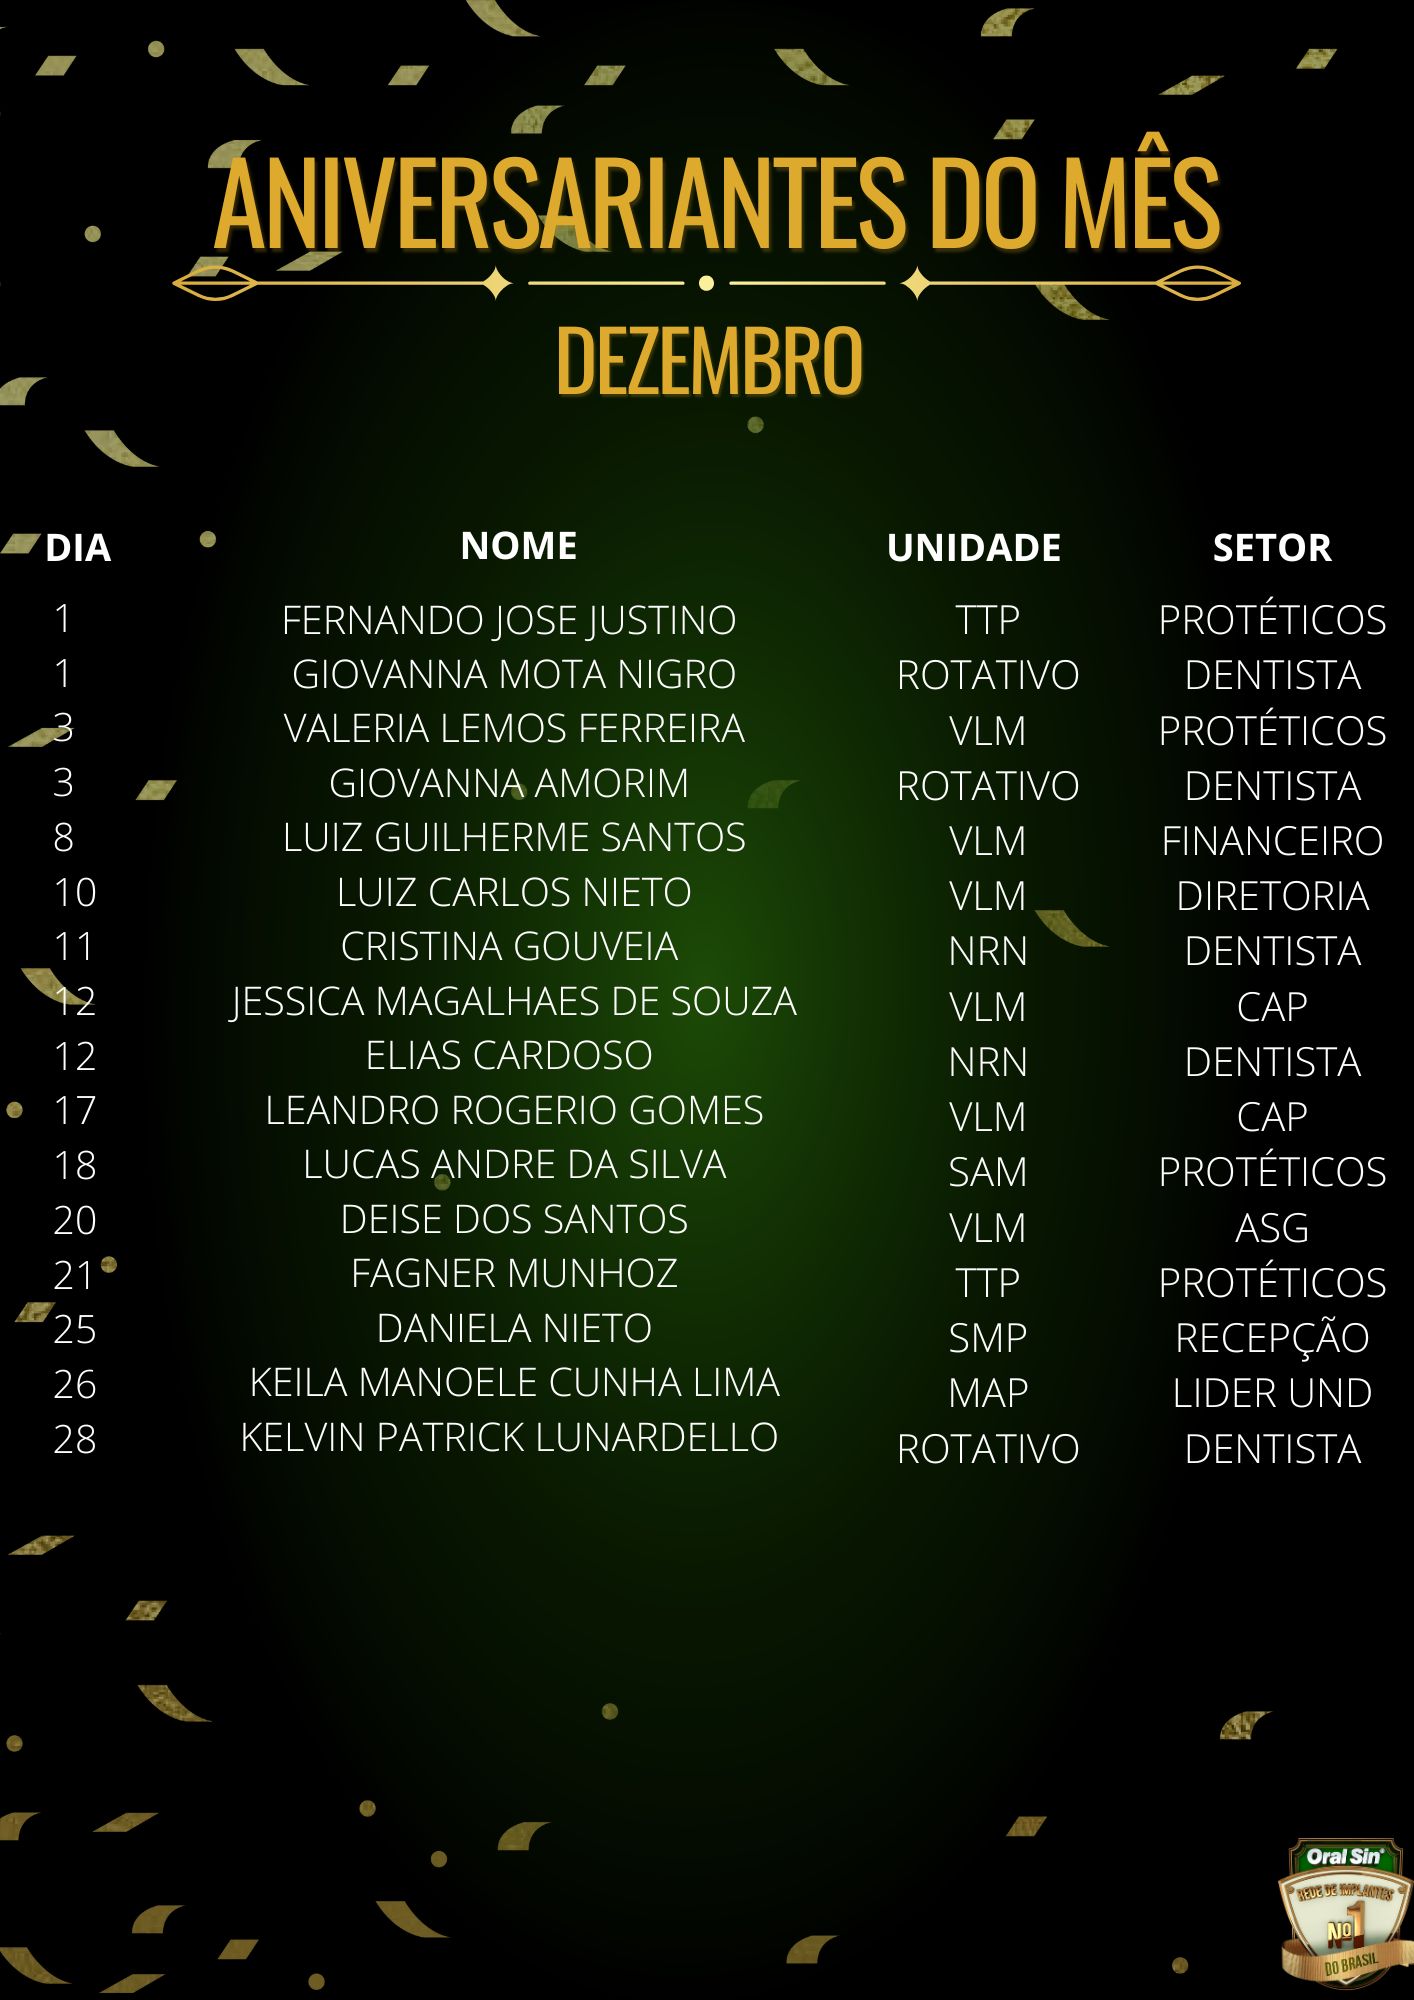 ANIVERSARIANTES DO MÊS
DEZEMBRO
DIA NOME UNIDADE SETOR
1 FERNANDO JOSE JUSTINO TTP PROTÉTICOS
1 GIOVANNA MOTA NIGRO ROTATIVO DENTISTA
3 VALERIA LEMOS FERREIRA VLM PROTÉTICOS
3 GIOVANNA AMORIM ROTATIVO DENTISTA
8 LUIZ GUILHERME SANTOS VLM FINANCEIRO
10 LUIZ CARLOS NIETO VLM DIRETORIA
11 CRISTINA GOUVEIA NRN DENTISTA
12 JESSICA MAGALHAES DE SOUZA VLM CAP
12 ELIAS CARDOSO NRN DENTISTA
17 LEANDRO ROGERIO GOMES VLM CAP
18 LUCAS ANDRE DA SILVA SAM PROTÉTICOS
20 DEISE DOS SANTOS VLM ASG
21 FAGNER MUNHOZ TTP PROTÉTICOS
25 DANIELA NIETO SMP RECEPÇÃO
26 KEILA MANOELE CUNHA LIMA MAP LIDER UND
28 KELVIN PATRICK LUNARDELLO ROTATIVO DENTISTA
Oral Sin®
REDE DE IMPLANTES
Nº1
DO BRASIL